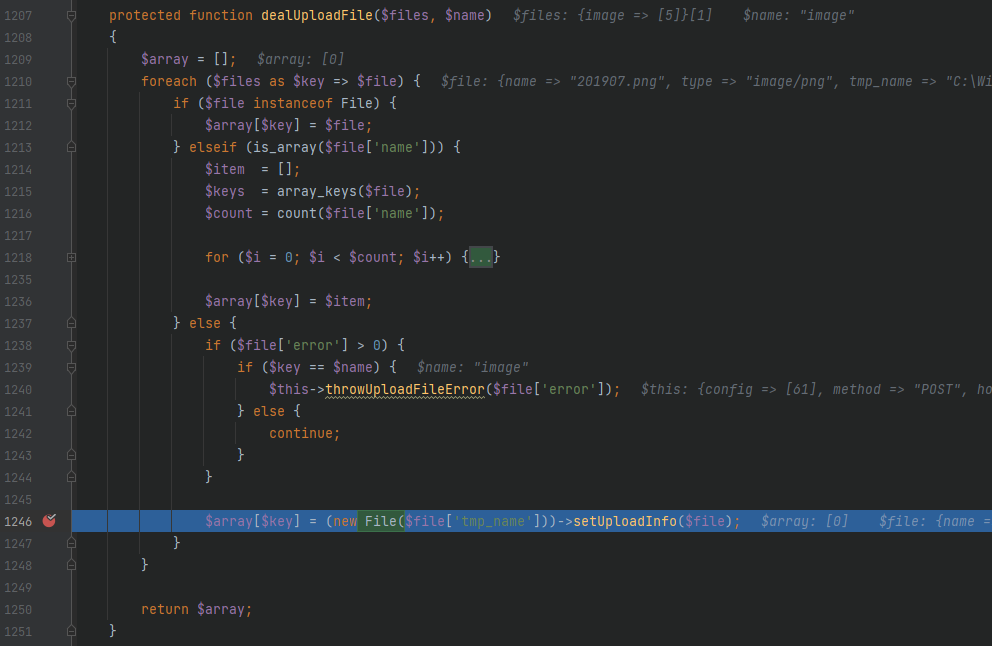 1207 protected function dealUploadFile($files, $name) $files: {image => [5]}[1] $name: "image"
1208 {
1209 $array = []; $array: [0]
1210 foreach ($files as $key => $file) { $file: {name => "201907.png", type => "image/png", tmp_name => "C:\Wi
1211 if ($file instanceof File) {
1212 $array[$key] = $file;
1213 } elseif (is_array($file['name'])) {
1214 $item = [];
1215 $keys = array_keys($file);
1216 $count = count($file['name']);
1217
1218 for ($i = 0; $i < $count; $i++) {...}
1235
1236 $array[$key] = $item;
1237 } else {
1238 if ($file['error'] > 0) {
1239 if ($key == $name) { $name: "image"
1240 $this->throwUploadFileError($file['error']); $this: {config => [61], method => "POST", ho
1241 } else {
1242 continue;
1243 }
1244 }
1245
1246 $array[$key] = (new File($file['tmp_name']))->setUploadInfo($file); $array: [0] $file: {name =
1247 }
1248 }
1249
1250 return $array;
1251 }